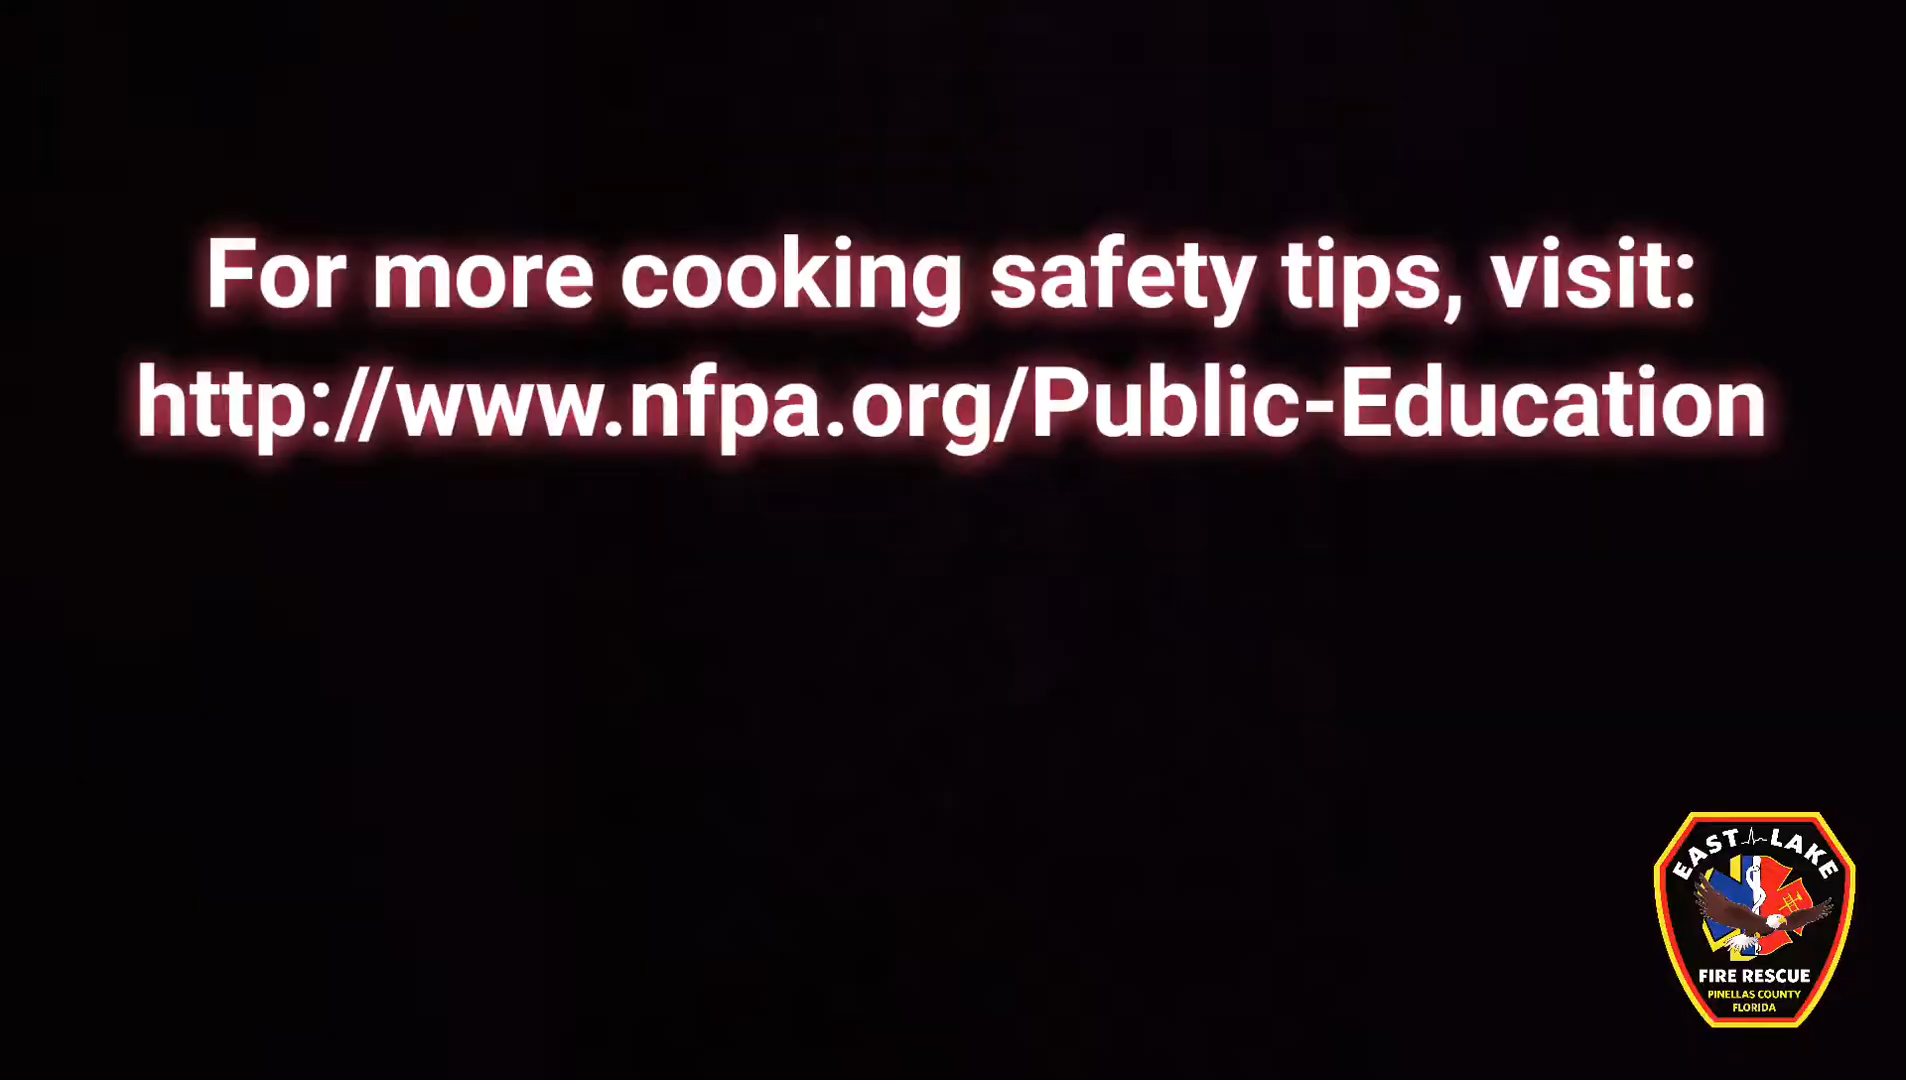 For more cooking safety tips, visit:
http://www.nfpa.org/Public-Education
EAST LAKE
FIRE RESCUE
PINELLAS COUNTY
FLORIDA